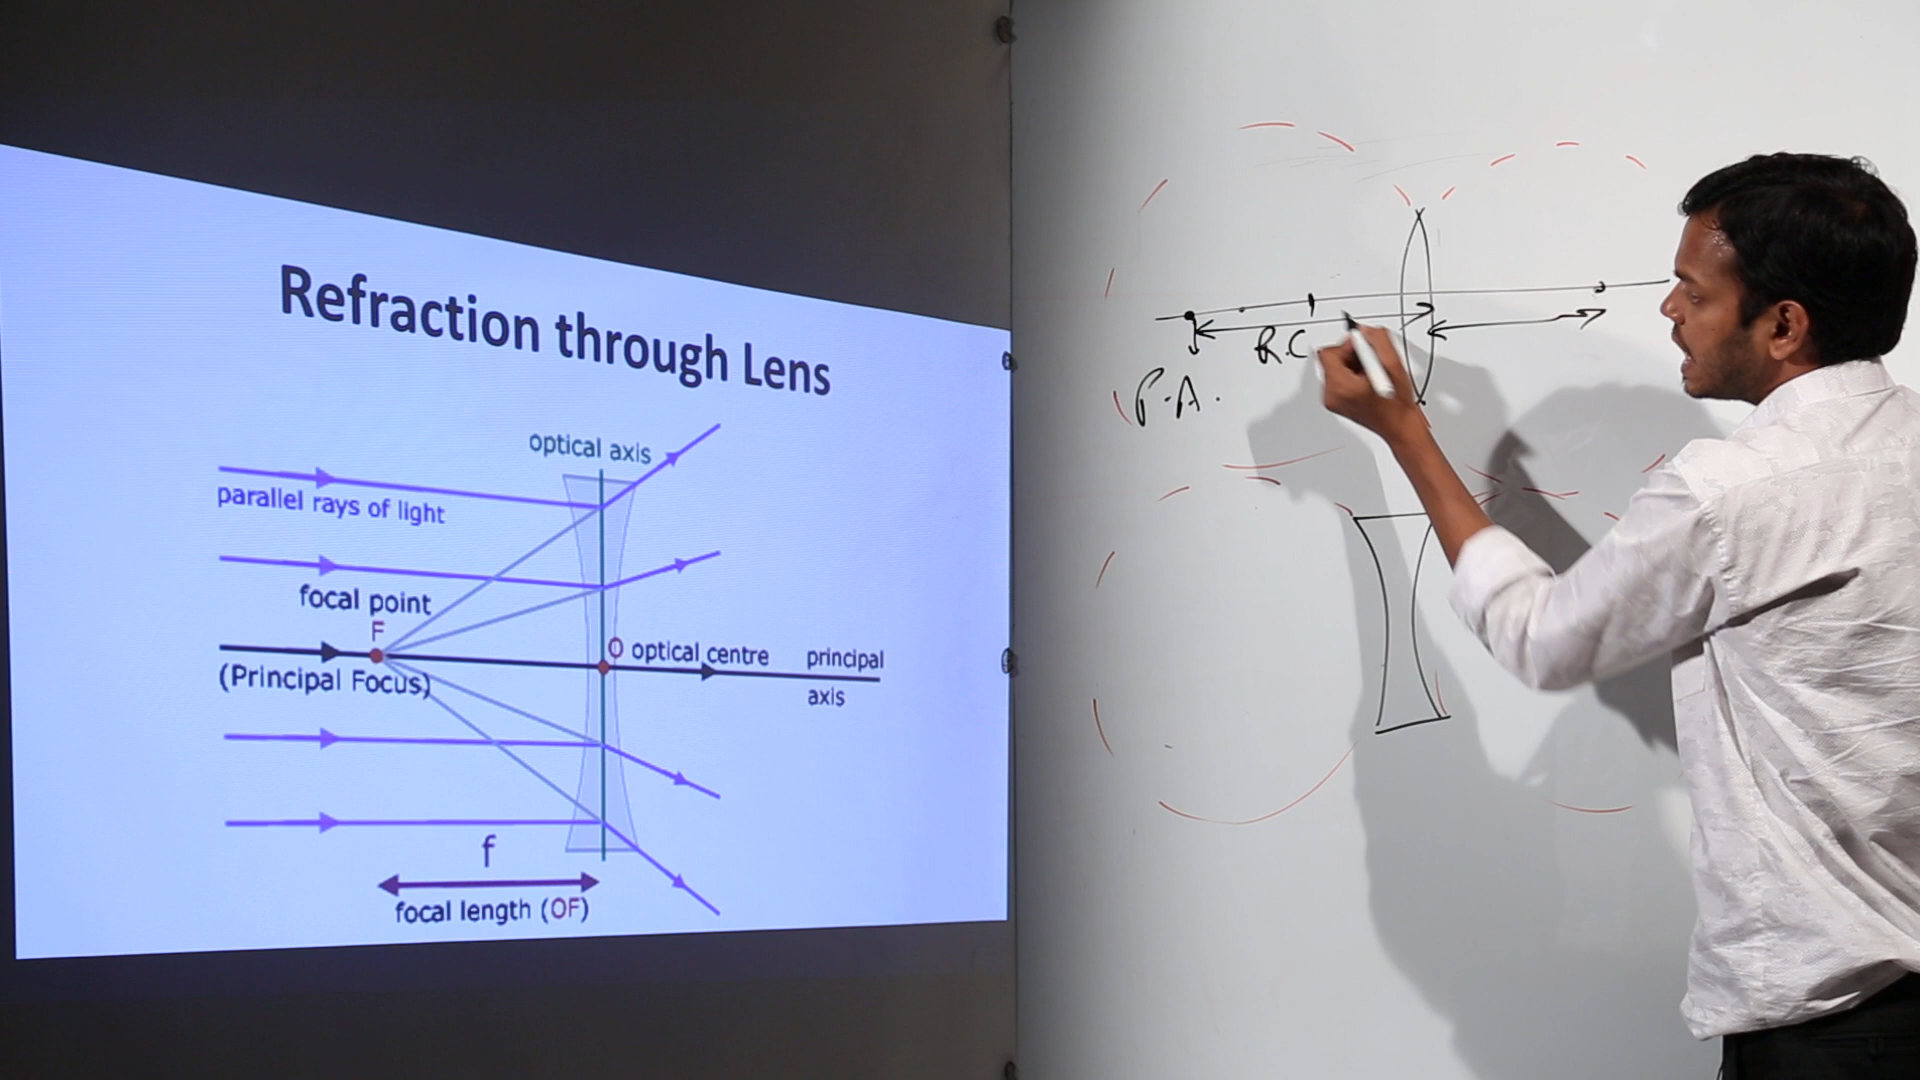 Refraction through Lens
optical axis
parallel rays of light
focal point
F
O optical centre
principal
axis
(Principal Focus)
f
focal length (OF)
R.C
P.A.